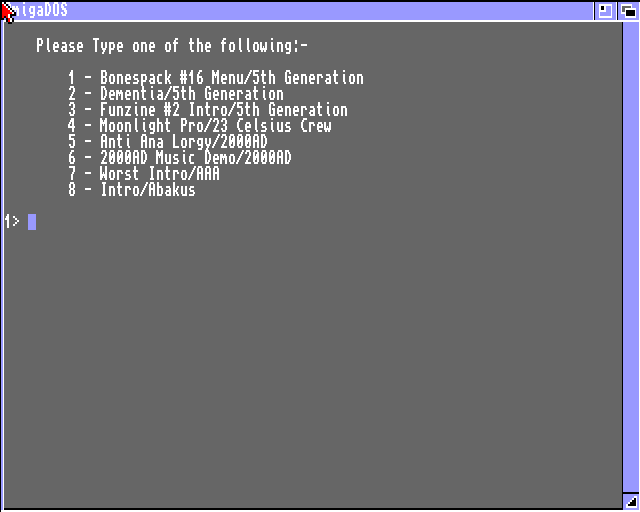 migaDOS
Please Type one of the following:-
1 - Bonespack #16 Menu/5th Generation
2 - Dementia/5th Generation
3 - Funzine #2 Intro/5th Generation
4 - Moonlight Pro/23 Celsius Crew
5 - Anti Ana Lorgy/2000AD
6 - 2000AD Music Demo/2000AD
7 - Worst Intro/AAA
8 - Intro/Abakus
1>